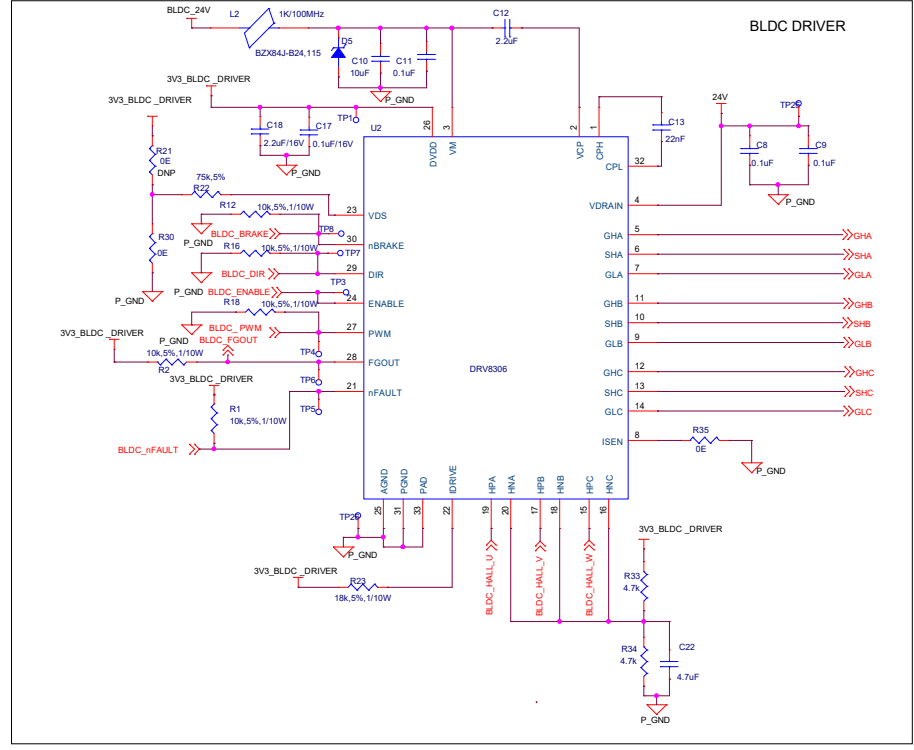 BLDC DRIVER
BLDC_24V
L2
1K/100MHz
C12
2.2uF
D5
BZX84J-B24,115
C10
10uF
C11
0.1uF
P_GND
3V3_BLDC_DRIVER
3V3_BLDC_DRIVER
TP1
C18
2.2uF/16V
C17
0.1uF/16V
P_GND
U2
26
3
2
1
DVDD
VM
VCP
CPH
C13
22nF
32
CPL
24V
TP25
C8
0.1uF
C9
0.1uF
P_GND
R21
0E
DNP
75k,5%
R22
R30
0E
P_GND
R12
10k,5%,1/10W
P_GND
23
VDS
BLDC_BRAKE
TP8
30
nBRAKE
R16
10k,5%,1/10W
TP7
P_GND
BLDC_DIR
29
DIR
BLDC_ENABLE
TP3
24
ENABLE
R18
10k,5%,1/10W
P_GND
BLDC_PWM
27
PWM
TP4
BLDC_FGOUT
3V3_BLDC_DRIVER
10k,5%,1/10W
R2
28
FGOUT
TP6
3V3_BLDC_DRIVER
21
nFAULT
TP5
R1
10k,5%,1/10W
BLDC_nFAULT
DRV8306
4
VDRAIN
5
GHA
GHA
6
SHA
SHA
7
GLA
GLA
11
GHB
GHB
10
SHB
SHB
9
GLB
GLB
12
GHC
GHC
13
SHC
SHC
14
GLC
GLC
8
ISEN
R35
0E
P_GND
AGND
PGND
PAD
IDRIVE
HPA
HNA
HPB
HNB
HPC
HNC
25
31
33
22
19
20
17
18
15
16
TP26
P_GND
3V3_BLDC_DRIVER
R23
18k,5%,1/10W
BLDC_HALL_U
BLDC_HALL_V
BLDC_HALL_W
3V3_BLDC_DRIVER
R33
4.7k
R34
4.7k
C22
4.7uF
P_GND